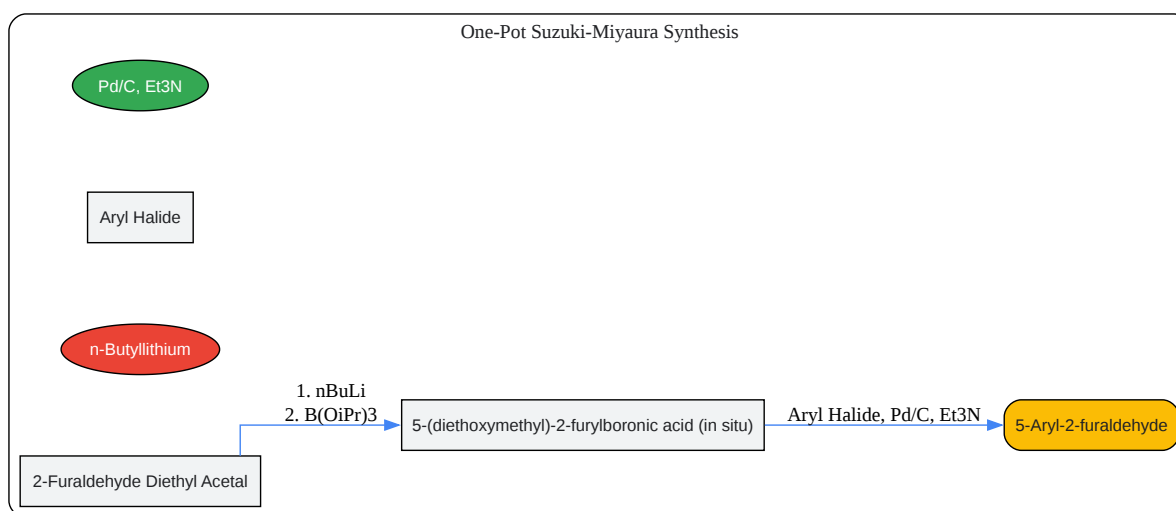 One-Pot Suzuki-Miyaura Synthesis
Pd/C, Et3N
Aryl Halide
n-Butyllithium
1. nBuLi
2. B(OiPr)3
5-(diethoxymethyl)-2-furylboronic acid (in situ)
Aryl Halide, Pd/C, Et3N
5-Aryl-2-furaldehyde
2-Furaldehyde Diethyl Acetal